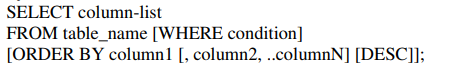 SELECT column-list
FROM table_name [WHERE condition]
[ORDER BY column1 [, column2, ..columnN] [DESC]];